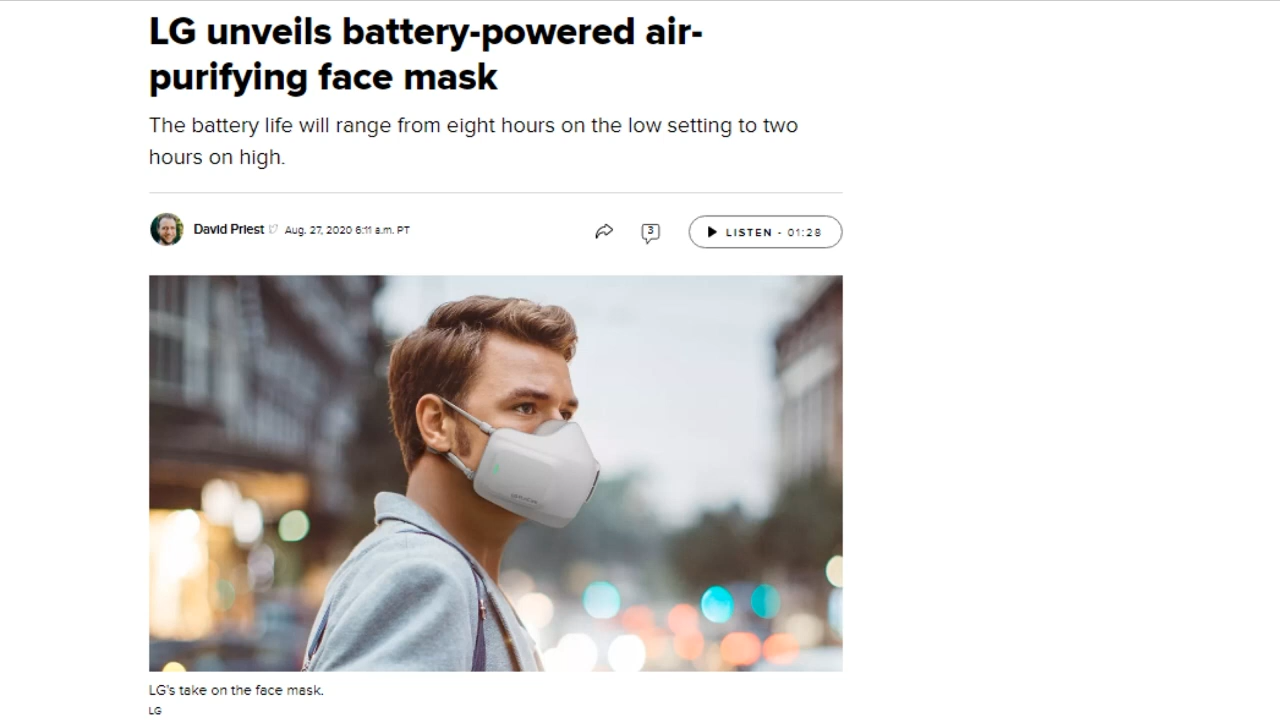 LG unveils battery-powered air-
purifying face mask
The battery life will range from eight hours on the low setting to two
hours on high.
David Priest Aug. 27, 2020 6:11 a.m. PT
3
LISTEN - 01:28
LG's take on the face mask.
LG